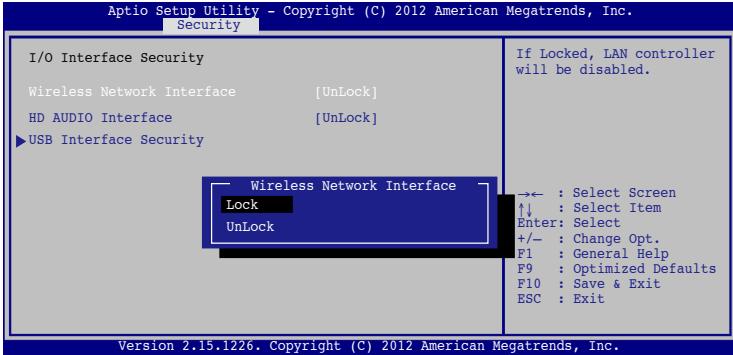 Aptio Setup Utility – Copyright (C) 2012 American Megatrends, Inc.
Security
I/O Interface Security
Wireless Network Interface [UnLock]
HD AUDIO Interface [UnLock]
USB Interface Security
If Locked, LAN controller
will be disabled.
Wireless Network Interface
Lock
UnLock
→← : Select Screen
↑↓ : Select Item
Enter: Select
+/— : Change Opt.
F1 : General Help
F9 : Optimized Defaults
F10 : Save & Exit
ESC : Exit
Version 2.15.1226. Copyright (C) 2012 American Megatrends, Inc.